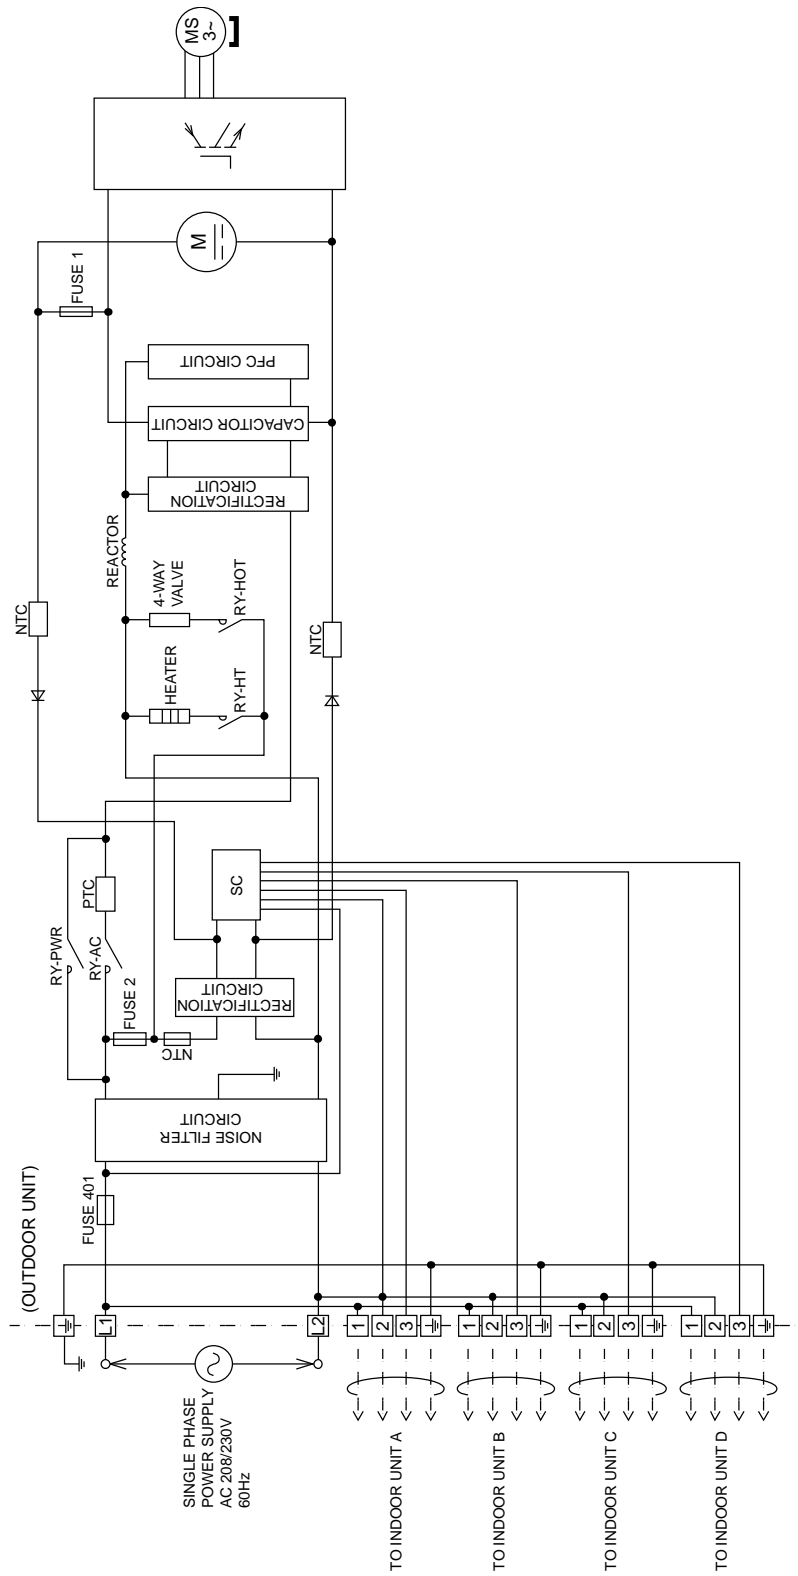 MS
3~
M
FUSE 1
PFC CIRCUIT
CAPACITOR CIRCUIT
RECTIFICATION
CIRCUIT
REACTOR
4-WAY
VALVE
RY-HOT
NTC
NTC
HEATER
RY-HT
PTC
SC
RY-PWR
RY-AC
FUSE 2
RECTIFICATION
CIRCUIT
NTC
NOISE FILTER
CIRCUIT
FUSE 401
(OUTDOOR UNIT)
L1
L2
1
2
3
1
2
3
1
2
3
1
2
3
SINGLE PHASE
POWER SUPPLY
AC 208/230V
60Hz
TO INDOOR UNIT A
TO INDOOR UNIT B
TO INDOOR UNIT C
TO INDOOR UNIT D